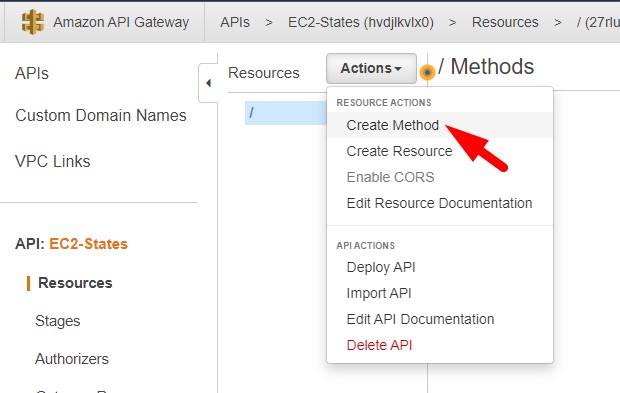 Amazon API Gateway
APIs > EC2-States (hvdjlkvlx0) > Resources > / (27rlu
APIs
Custom Domain Names
VPC Links
API: EC2-States
Resources
Stages
Authorizers
Resources
Actions
/
/ Methods
RESOURCE ACTIONS
Create Method
Create Resource
Enable CORS
Edit Resource Documentation
API ACTIONS
Deploy API
Import API
Edit API Documentation
Delete API